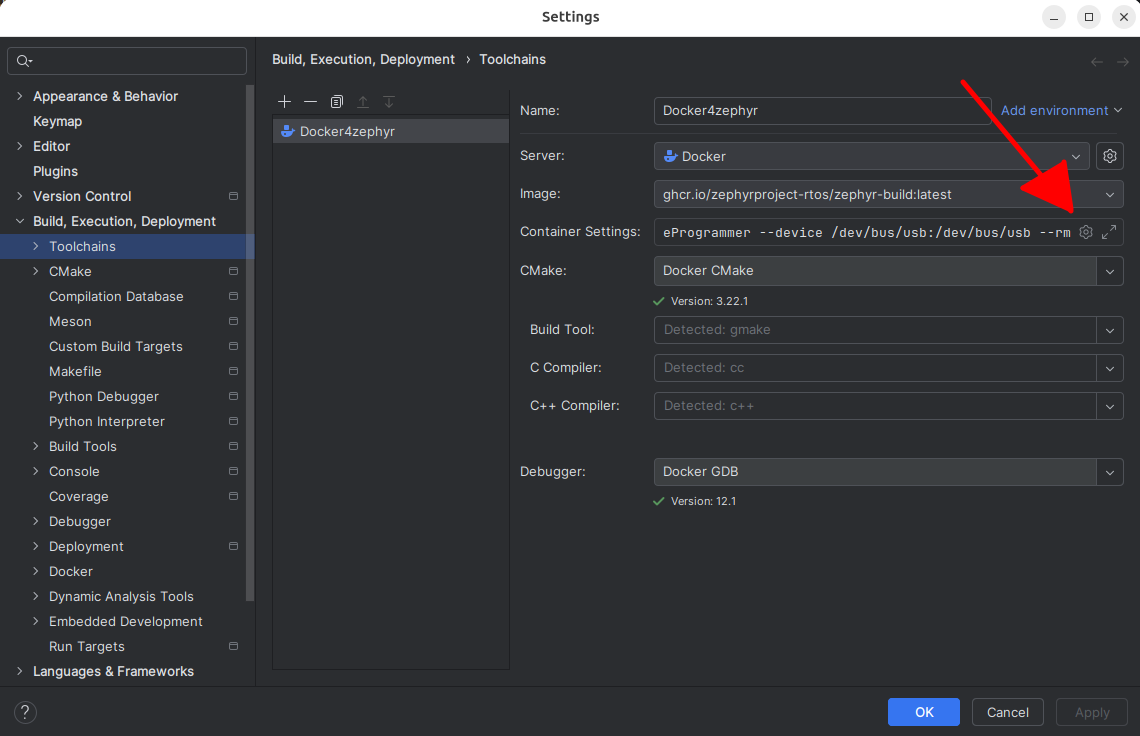 Settings
Build, Execution, Deployment › Toolchains
Appearance & Behavior
Keymap
Editor
Plugins
Version Control
Build, Execution, Deployment
Toolchains
CMake
Compilation Database
Meson
Custom Build Targets
Makefile
Python Debugger
Python Interpreter
Build Tools
Console
Coverage
Debugger
Deployment
Docker
Dynamic Analysis Tools
Embedded Development
Run Targets
Languages & Frameworks
Docker4zephyr
Name: Docker4zephyr Add environment
Server: Docker
Image: ghcr.io/zephyrproject-rtos/zephyr-build:latest
Container Settings: eProgrammer --device /dev/bus/usb:/dev/bus/usb --rm
CMake: Docker CMake
Version: 3.22.1
Build Tool: Detected: gmake
C Compiler: Detected: cc
C++ Compiler: Detected: c++
Debugger: Docker GDB
Version: 12.1
? OK Cancel Apply